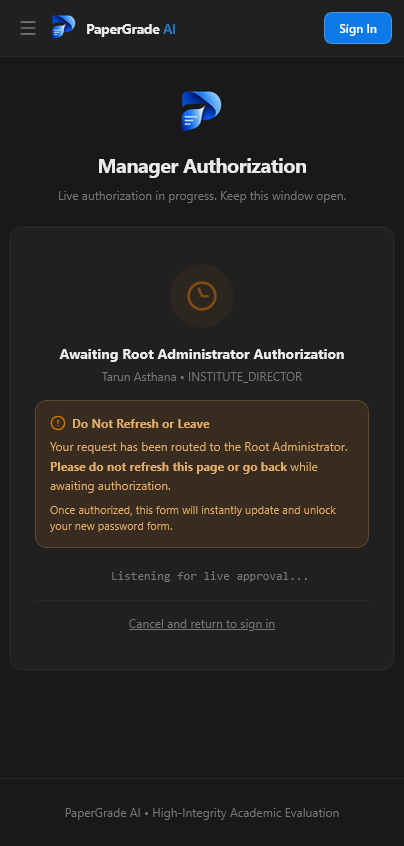 PaperGrade AI
Sign In
Manager Authorization
Live authorization in progress. Keep this window open.
Awaiting Root Administrator Authorization
Tarun Asthana • INSTITUTE_DIRECTOR
Do Not Refresh or Leave
Your request has been routed to the Root Administrator.
Please do not refresh this page or go back while
awaiting authorization.
Once authorized, this form will instantly update and unlock
your new password form.
Listening for live approval...
Cancel and return to sign in
PaperGrade AI • High-Integrity Academic Evaluation